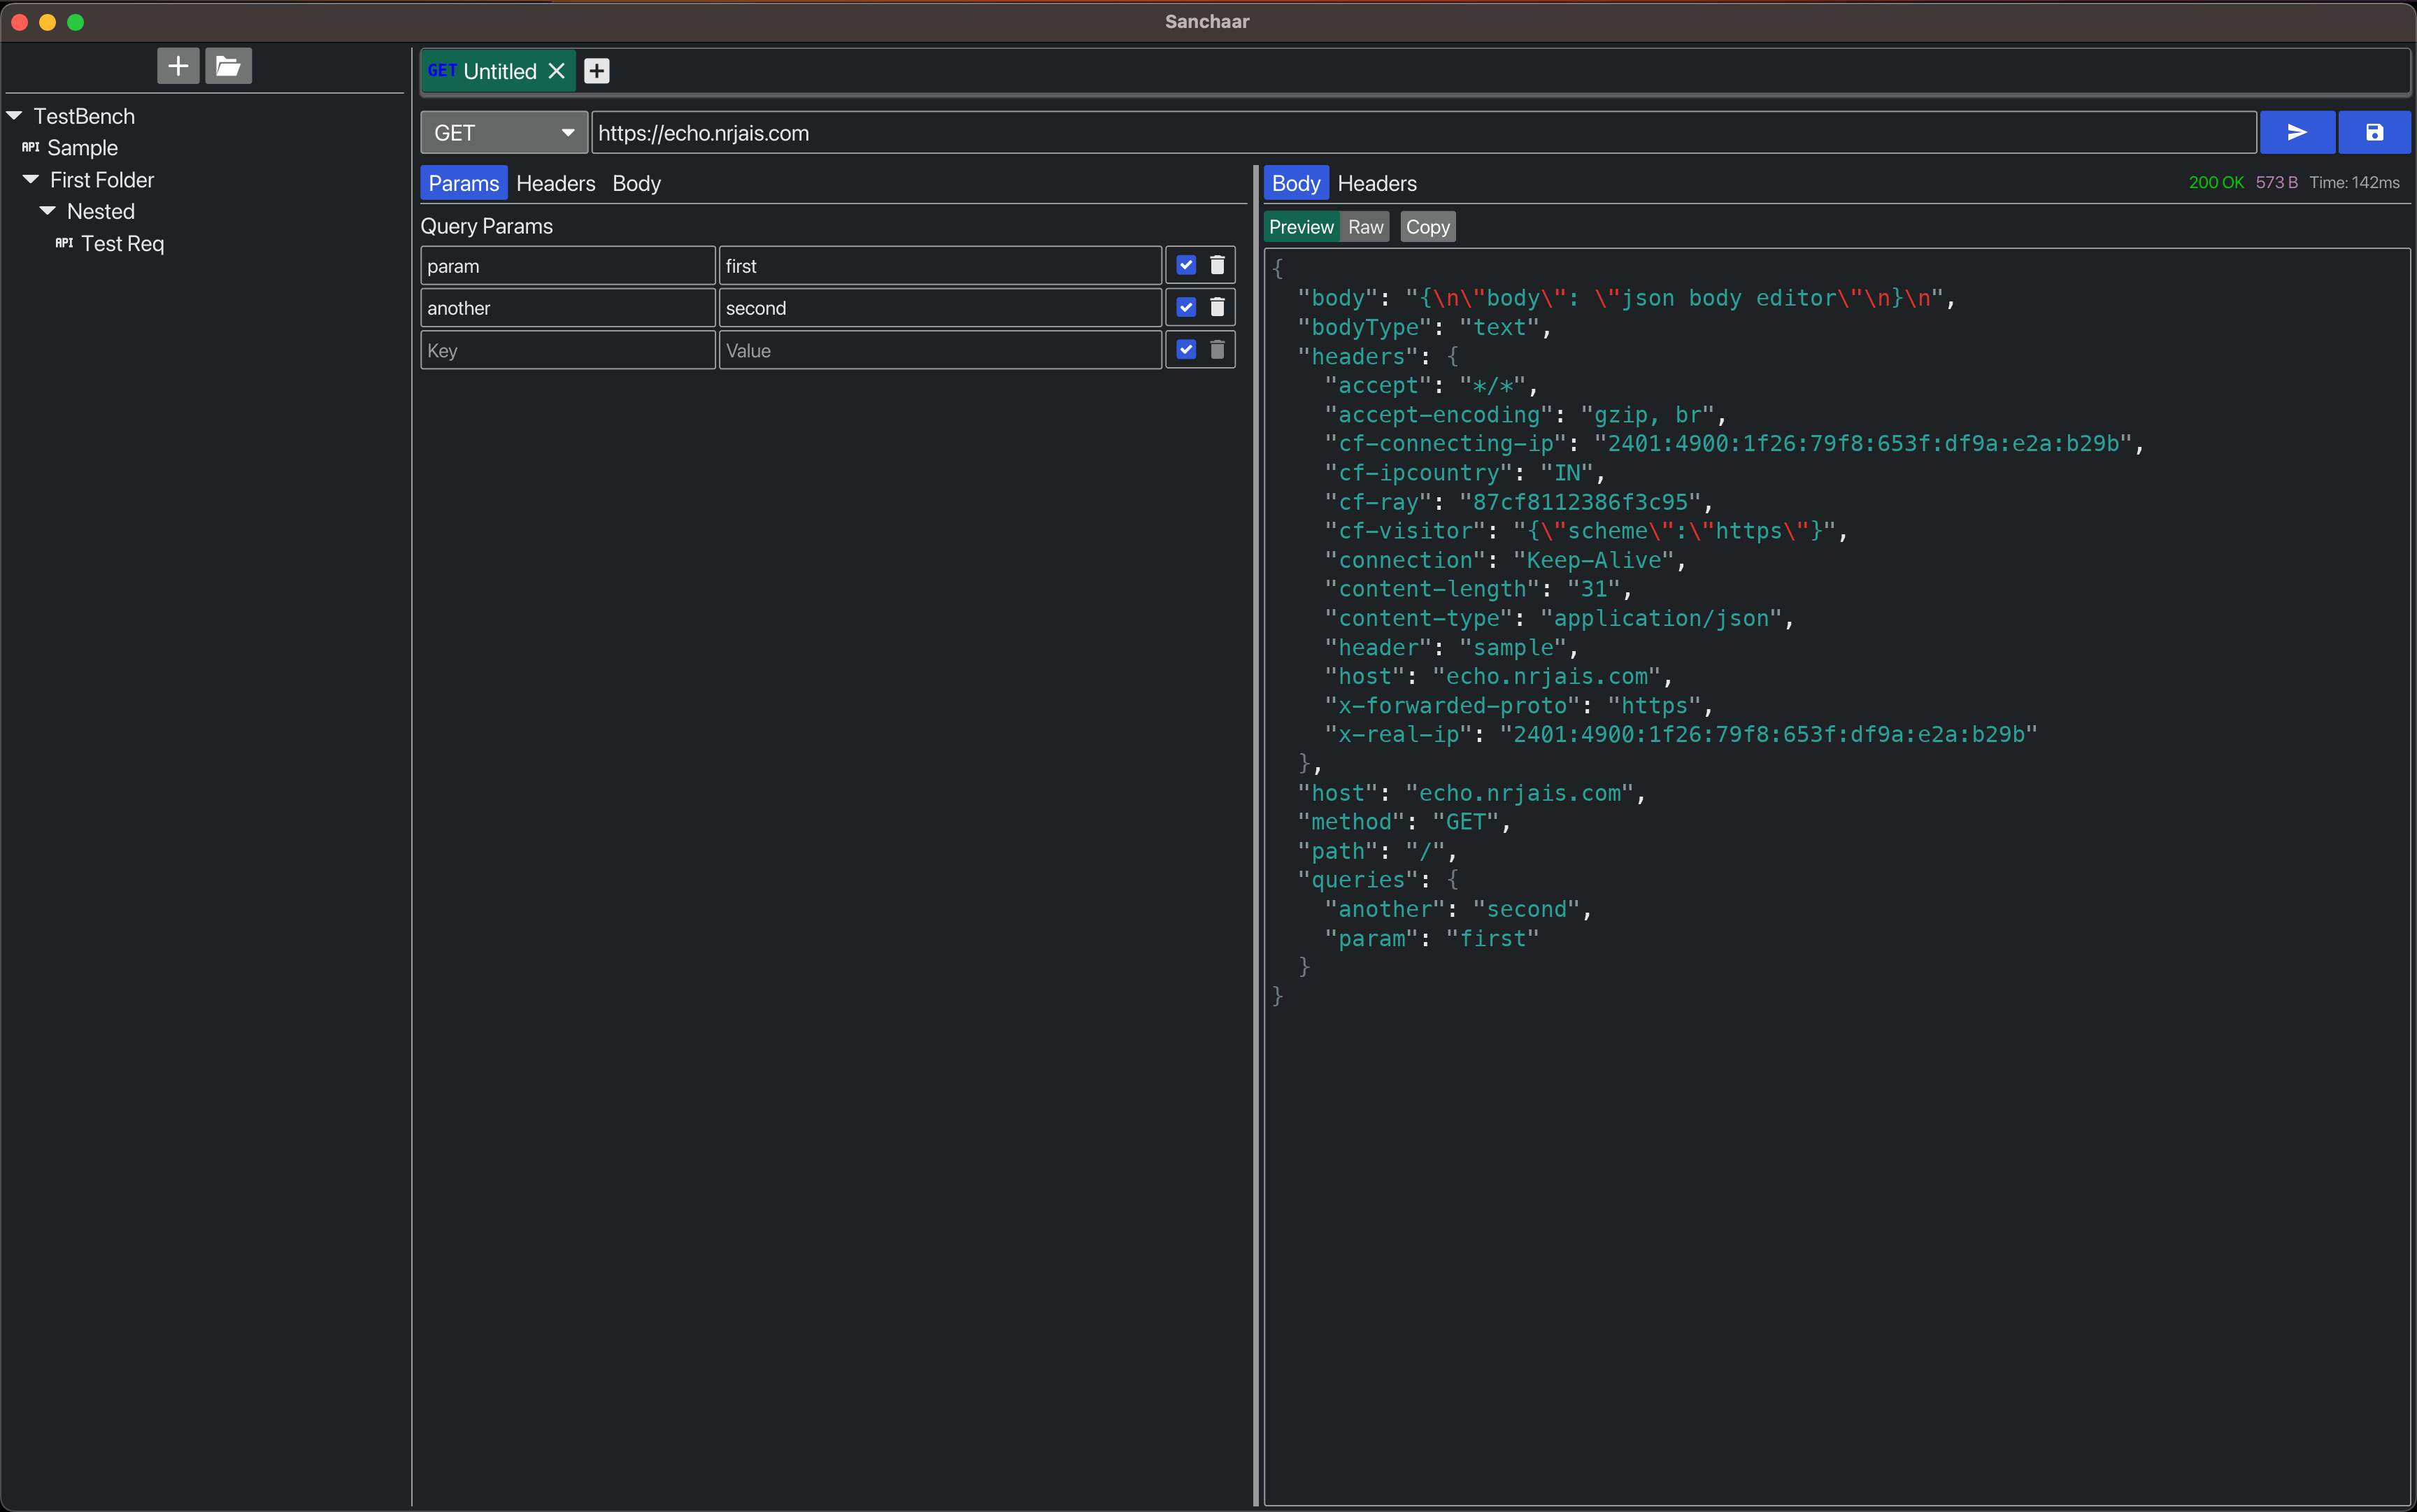 Sanchaar
GET Untitled
TestBench
API Sample
First Folder
Nested
API Test Req
GET https://echo.nrjais.com
Params Headers Body
Query Params
param first
another second
Key Value
Body Headers 200 OK 573 B Time: 142ms
Preview Raw Copy
{
  "body": "{\n\"body\": \"json body editor\"\n}\n",
  "bodyType": "text",
  "headers": {
    "accept": "*/*",
    "accept-encoding": "gzip, br",
    "cf-connecting-ip": "2401:4900:1f26:79f8:653f:df9a:e2a:b29b",
    "cf-ipcountry": "IN",
    "cf-ray": "87cf8112386f3c95",
    "cf-visitor": "{\"scheme\":\"https\"}",
    "connection": "Keep-Alive",
    "content-length": "31",
    "content-type": "application/json",
    "header": "sample",
    "host": "echo.nrjais.com",
    "x-forwarded-proto": "https",
    "x-real-ip": "2401:4900:1f26:79f8:653f:df9a:e2a:b29b"
  },
  "host": "echo.nrjais.com",
  "method": "GET",
  "path": "/",
  "queries": {
    "another": "second",
    "param": "first"
  }
}